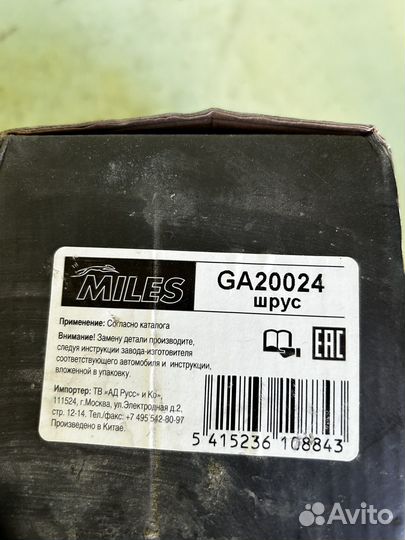 MILES
GA20024
шрус
Применение: Согласно каталога
Внимание! Замену детали производите,
следуя инструкции завода-изготовителя
соответствующего автомобиля и инструкции,
вложенной в упаковку.
Импортер: ТВ «АД Русс» и Ко»,
111524, г.Москва, ул.Электродная д.2,
стр. 12-14. Тел./факс: +7 495 542-80-97
Произведено в Китае.
EAC
5 415236 108843
Avito